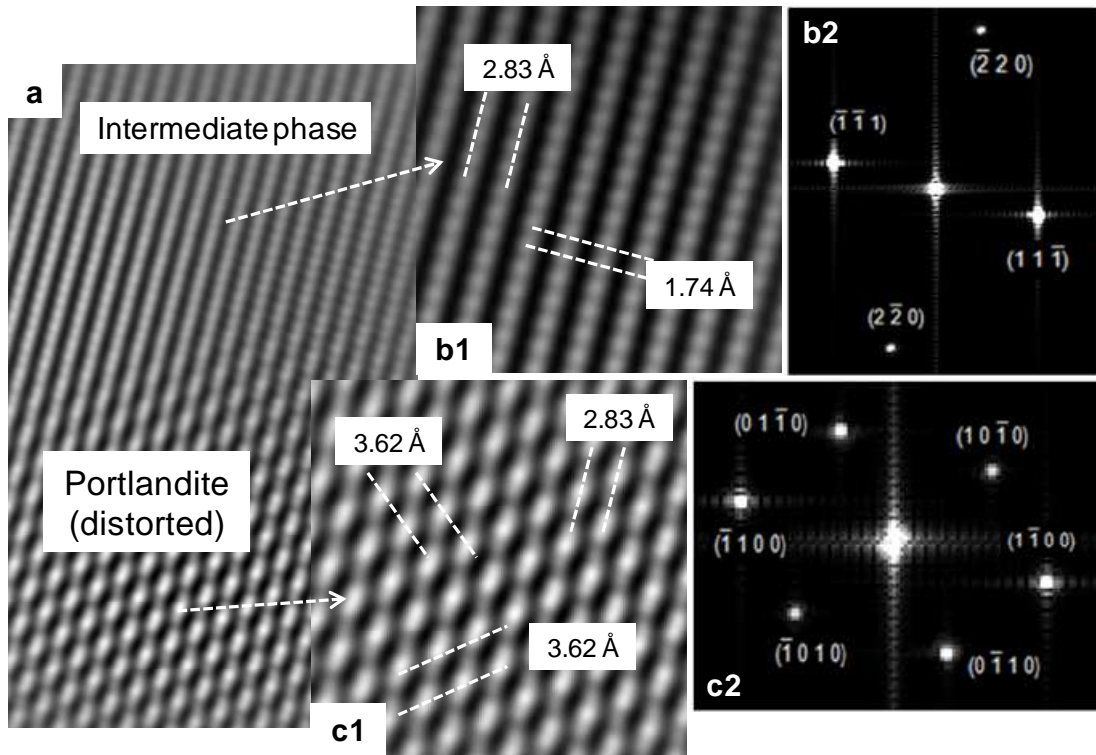 a
Intermediate phase
Portlandite
(distorted)
2.83 Å
1.74 Å
b1
b2
(2̅ 2 0)
(1̅ 1̅ 1)
(1 1 1̅)
(2 2̅ 0)
3.62 Å
2.83 Å
3.62 Å
c1
(0 1 1̅ 0)
(1 0 1̅ 0)
(1̅ 1 0 0)
(1 1̅ 0 0)
(1̅ 0 1 0)
(0 1̅ 1 0)
c2